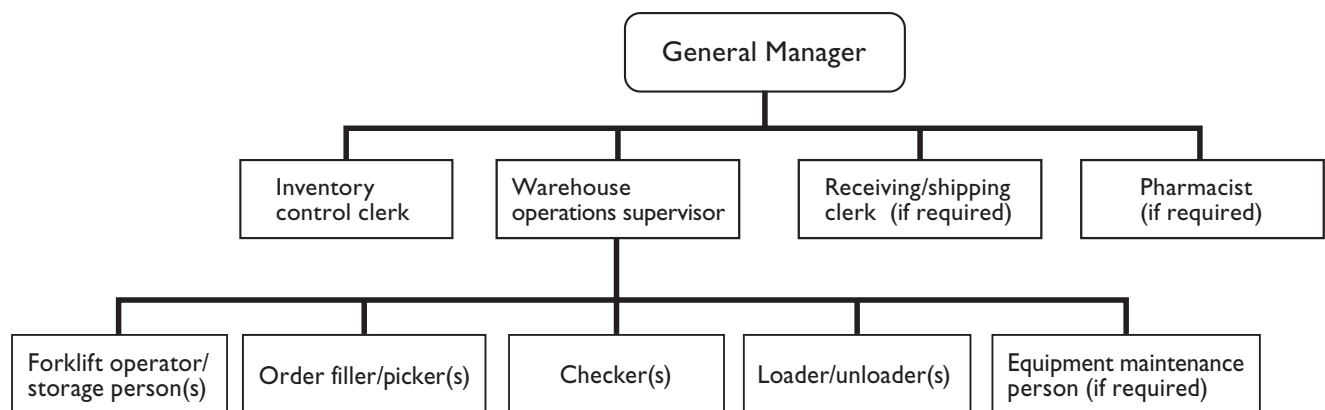 General Manager
Inventory
control clerk
Warehouse
operations supervisor
Receiving/shipping
clerk (if required)
Pharmacist
(if required)
Forklift operator/
storage person(s)
Order filler/picker(s)
Checker(s)
Loader/unloader(s)
Equipment maintenance
person (if required)